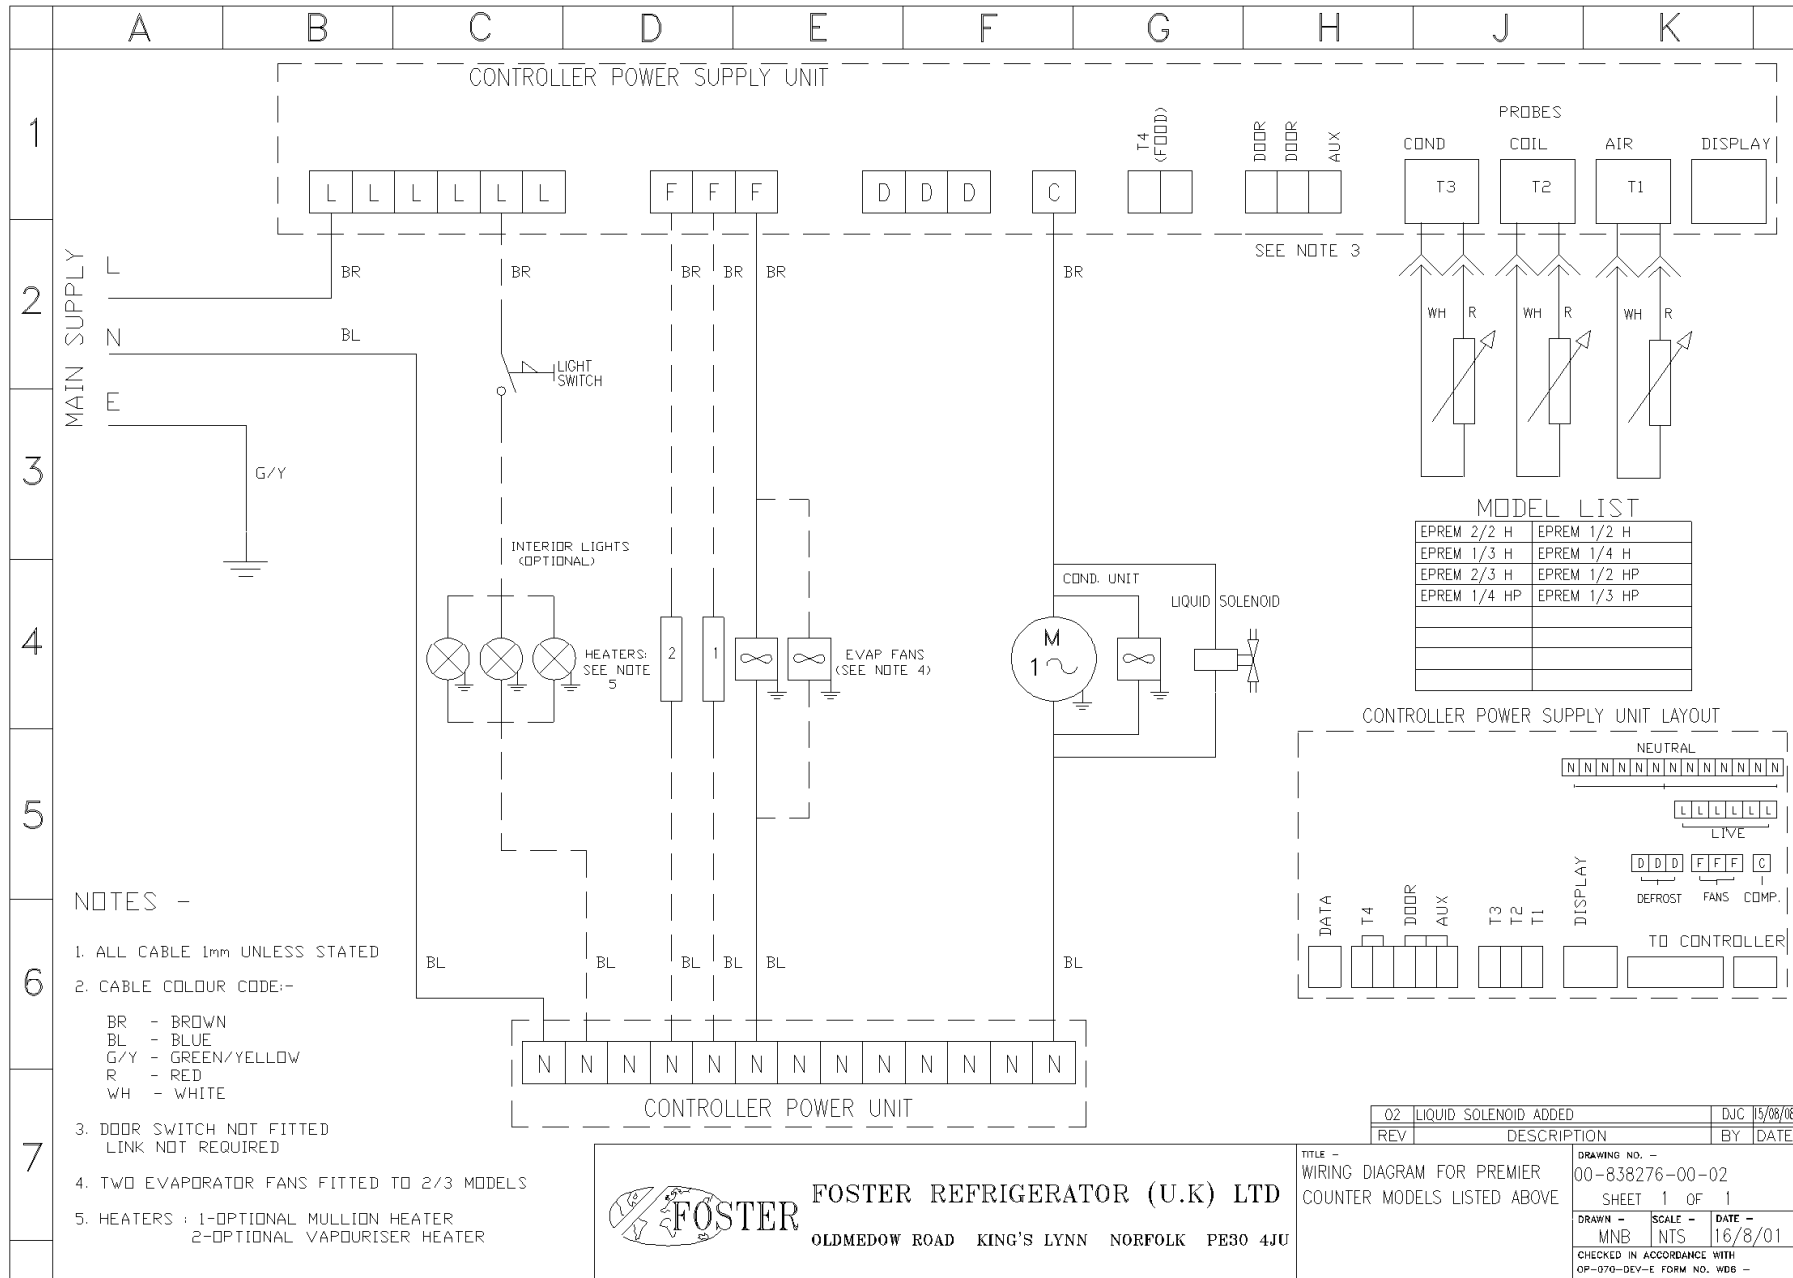 A B C D E F G H J K
1
2
3
4
5
6
7
CONTROLLER POWER SUPPLY UNIT
L L L L L L
F F F
D D D
C
T4
(FOOD)
DOOR
DOOR
AUX
PROBES
COND COIL AIR DISPLAY
T3 T2 T1
SEE NOTE 3
MAIN SUPPLY
L
N
E
BR BR BR BR BR BR
BL
G/Y
LIGHT
SWITCH
WH R WH R WH R
INTERIOR LIGHTS
(OPTIONAL)
HEATERS:
SEE NOTE
5
2
1
EVAP FANS
(SEE NOTE 4)
COND. UNIT
M
1
LIQUID SOLENOID
MODEL LIST
EPREM 2/2 H EPREM 1/2 H
EPREM 1/3 H EPREM 1/4 H
EPREM 2/3 H EPREM 1/2 HP
EPREM 1/4 HP EPREM 1/3 HP
CONTROLLER POWER SUPPLY UNIT LAYOUT
NEUTRAL
N N N N N N N N N N N N N
L L L L L L
LIVE
D D D F F F C
DEFROST FANS COMP.
DATA
T4
DOOR
AUX
T3
T2
T1
DISPLAY
TO CONTROLLER
BL BL BL BL BL BL
N N N N N N N N N N N N N
CONTROLLER POWER UNIT
NOTES -
1. ALL CABLE 1mm UNLESS STATED
2. CABLE COLOUR CODE:-
BR - BROWN
BL - BLUE
G/Y - GREEN/YELLOW
R - RED
WH - WHITE
3. DOOR SWITCH NOT FITTED
LINK NOT REQUIRED
4. TWO EVAPORATOR FANS FITTED TO 2/3 MODELS
5. HEATERS : 1-OPTIONAL MULLION HEATER
2-OPTIONAL VAPOURISER HEATER
FOSTER
FOSTER REFRIGERATOR (U.K) LTD
OLDMEDOW ROAD KING'S LYNN NORFOLK PE30 4JU
02 LIQUID SOLENOID ADDED DJC 15/08/08
REV DESCRIPTION BY DATE
TITLE -
WIRING DIAGRAM FOR PREMIER
COUNTER MODELS LISTED ABOVE
DRAWING NO. -
00-838276-00-02
SHEET 1 OF 1
DRAWN - SCALE - DATE -
MNB NTS 16/8/01
CHECKED IN ACCORDANCE WITH
OP-070-DEV-E FORM NO. WD6 -